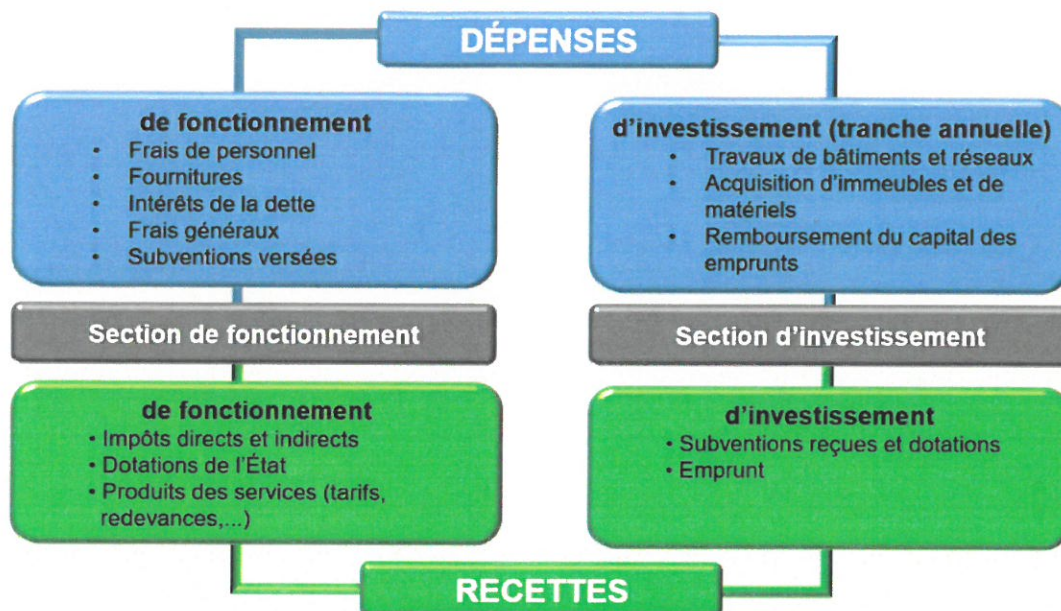 DÉPENSES
de fonctionnement
• Frais de personnel
• Fournitures
• Intérêts de la dette
• Frais généraux
• Subventions versées
d'investissement (tranche annuelle)
• Travaux de bâtiments et réseaux
• Acquisition d'immeubles et de
matériels
• Remboursement du capital des
emprunts
Section de fonctionnement
Section d'investissement
de fonctionnement
• Impôts directs et indirects
• Dotations de l'État
• Produits des services (tarifs,
redevances,...)
d'investissement
• Subventions reçues et dotations
• Emprunt
RECETTES